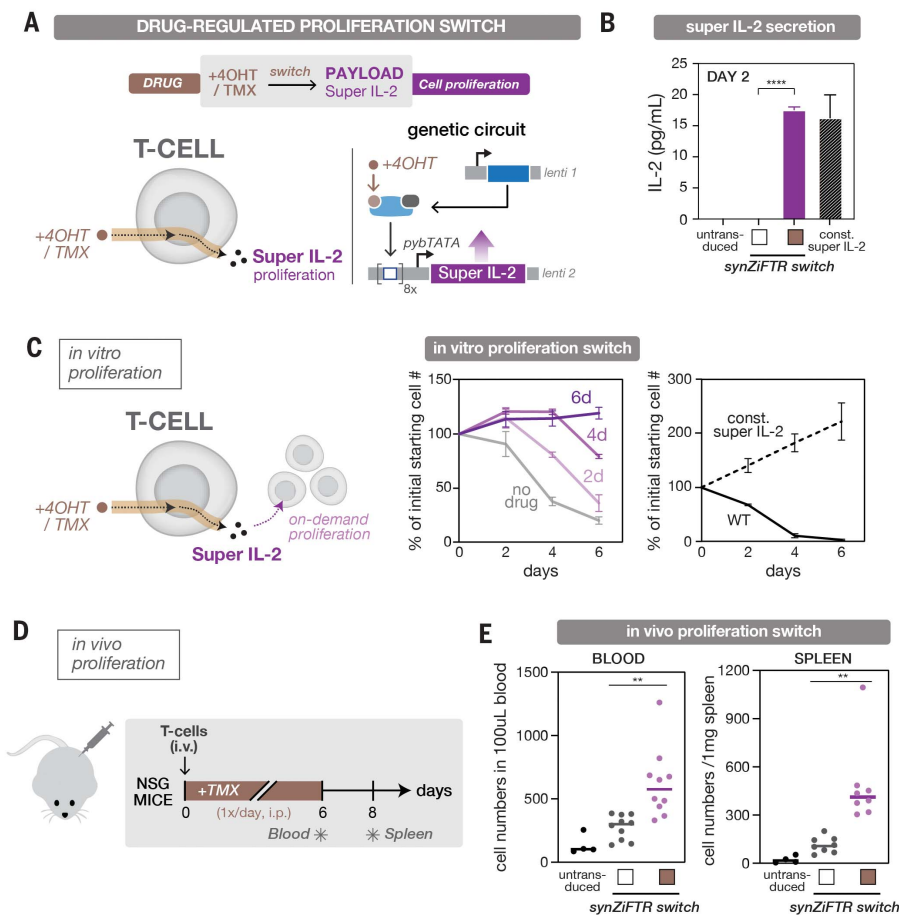 A
DRUG-REGULATED PROLIFERATION SWITCH
DRUG
+4OHT
/ TMX
switch
PAYLOAD
Super IL-2
Cell proliferation
T-CELL
+4OHT
/ TMX
Super IL-2
proliferation
genetic circuit
+4OHT
lenti 1
pybTATA
8x
Super IL-2
lenti 2
B
super IL-2 secretion
DAY 2
****
IL-2 (pg/mL)
25
20
15
10
5
0
untrans-
duced
const.
super IL-2
synZiFTR switch
C
in vitro
proliferation
T-CELL
+4OHT
/ TMX
Super IL-2
on-demand
proliferation
in vitro proliferation switch
% of initial starting cell #
150
100
50
0
6d
4d
2d
no
drug
0
2
4
6
days
% of initial starting cell #
300
200
100
0
const.
super IL-2
WT
0
2
4
6
days
D
in vivo
proliferation
T-cells
(i.v.)
NSG
MICE
+TMX
days
0
(1x/day, i.p.)
6
8
Blood ✳
✳ Spleen
E
in vivo proliferation switch
BLOOD
cell numbers in 100uL blood
1500
1000
500
0
**
untrans-
duced
synZiFTR switch
SPLEEN
cell numbers /1mg spleen
1200
900
600
300
0
**
untrans-
duced
synZiFTR switch